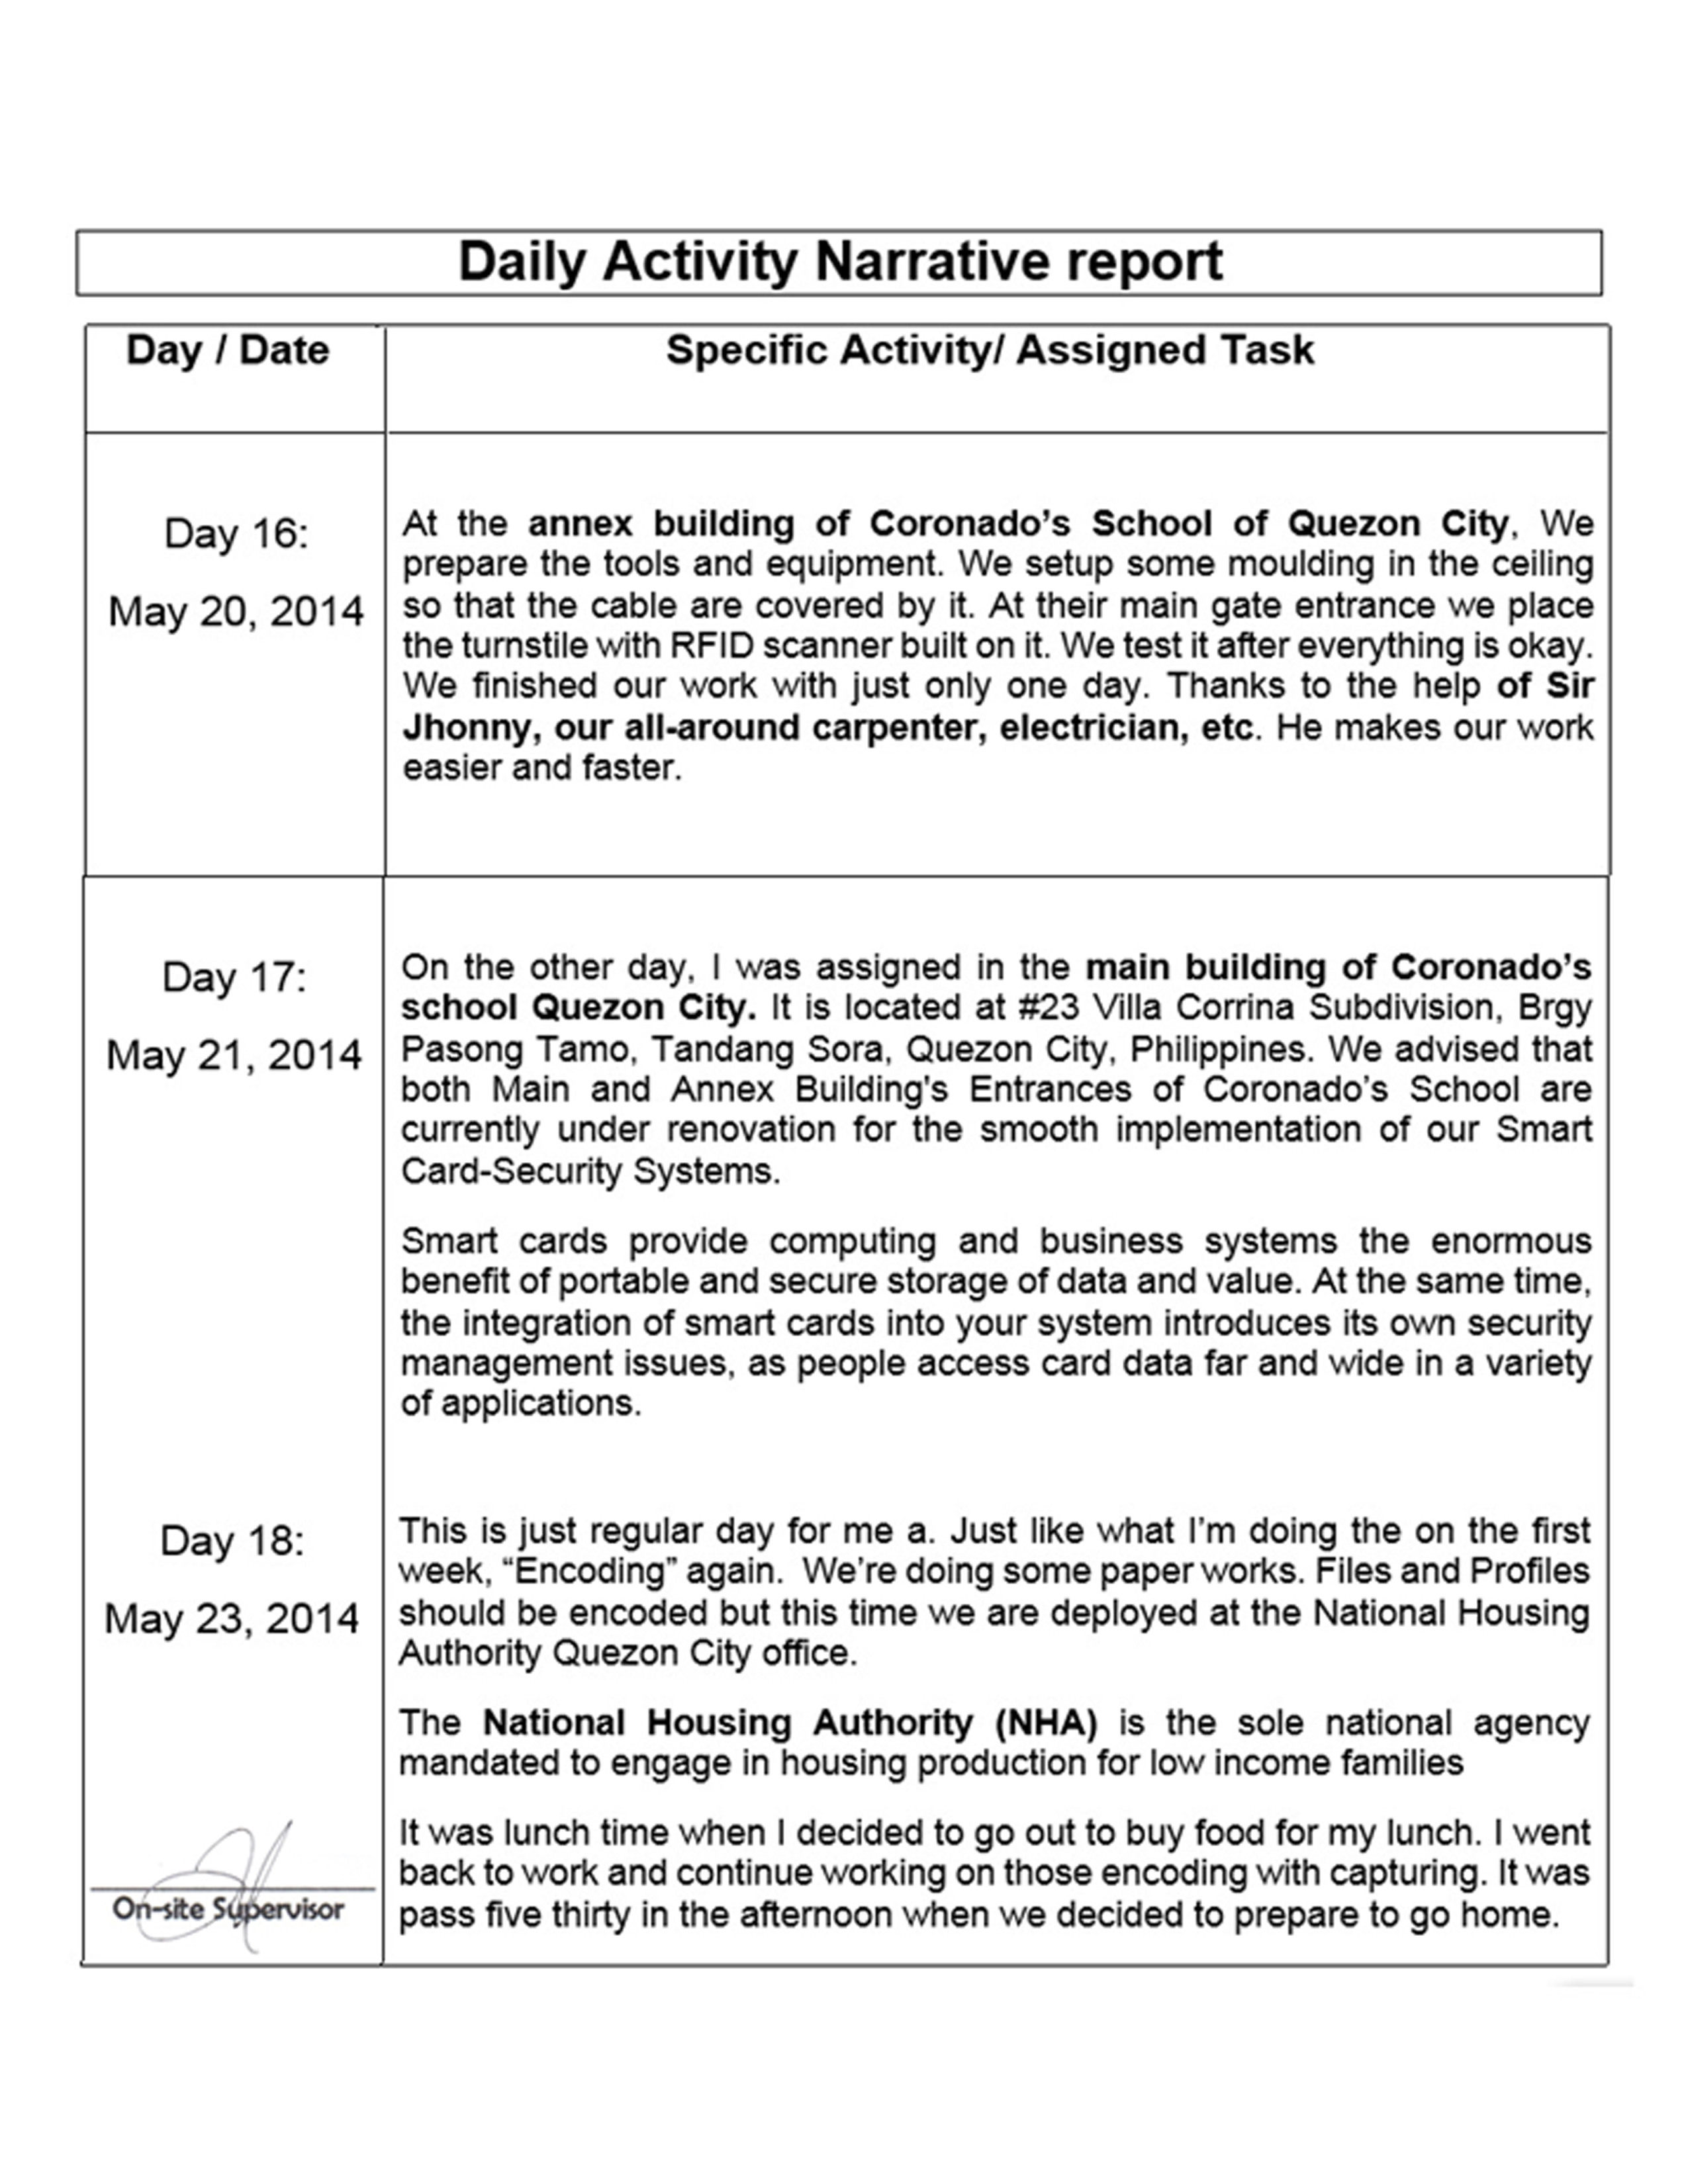 Daily Activity Narrative report
Day / Date
Specific Activity/ Assigned Task
Day 16:
May 20, 2014
At the annex building of Coronado’s School of Quezon City, We
prepare the tools and equipment. We setup some moulding in the ceiling
so that the cable are covered by it. At their main gate entrance we place
the turnstile with RFID scanner built on it. We test it after everything is okay.
We finished our work with just only one day. Thanks to the help of Sir
Jhonny, our all-around carpenter, electrician, etc. He makes our work
easier and faster.
Day 17:
May 21, 2014
On the other day, I was assigned in the main building of Coronado’s
school Quezon City. It is located at #23 Villa Corrina Subdivision, Brgy
Pasong Tamo, Tandang Sora, Quezon City, Philippines. We advised that
both Main and Annex Building's Entrances of Coronado’s School are
currently under renovation for the smooth implementation of our Smart
Card-Security Systems.
Smart cards provide computing and business systems the enormous
benefit of portable and secure storage of data and value. At the same time,
the integration of smart cards into your system introduces its own security
management issues, as people access card data far and wide in a variety
of applications.
Day 18:
May 23, 2014
This is just regular day for me a. Just like what I’m doing the on the first
week, “Encoding” again. We’re doing some paper works. Files and Profiles
should be encoded but this time we are deployed at the National Housing
Authority Quezon City office.
The National Housing Authority (NHA) is the sole national agency
mandated to engage in housing production for low income families
It was lunch time when I decided to go out to buy food for my lunch. I went
back to work and continue working on those encoding with capturing. It was
pass five thirty in the afternoon when we decided to prepare to go home.
On-site Supervisor